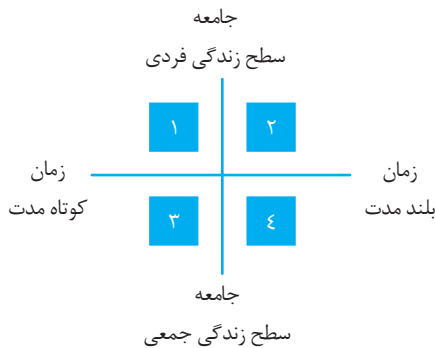 جامعه
سطح زندگی فردی
۱
۲
زمان
بلند مدت
زمان
کوتاه مدت
۳
٤
جامعه
سطح زندگی جمعی